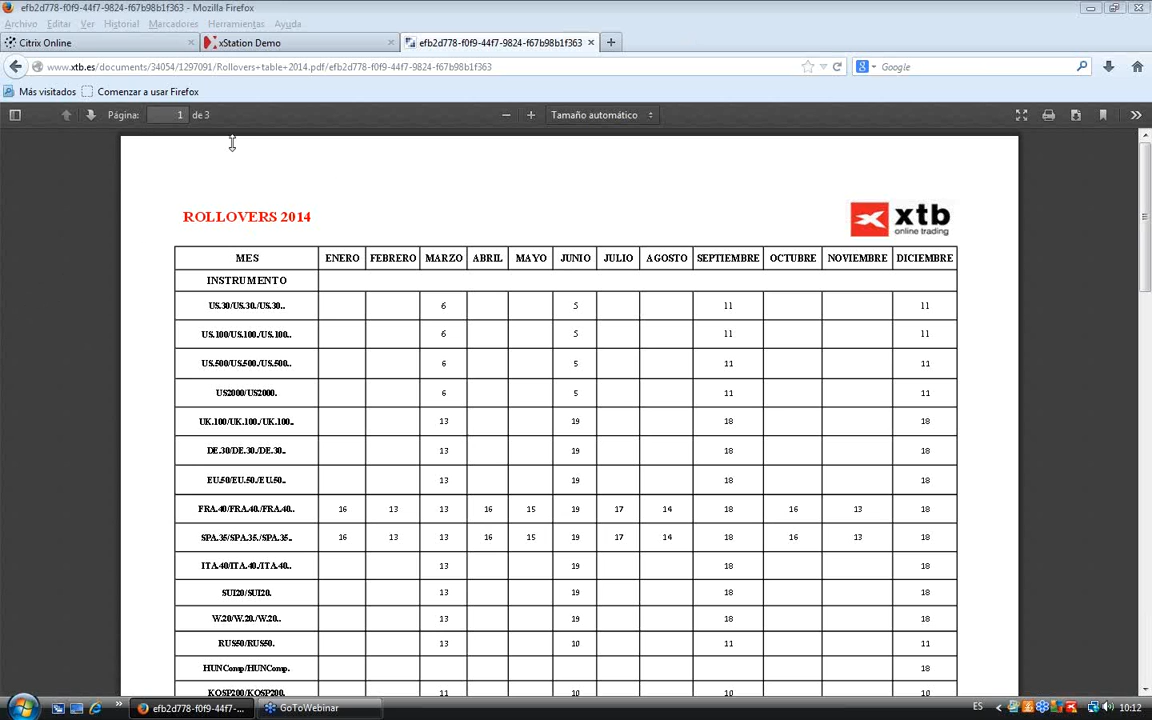 efb2d778-f0f9-44f7-9824-f67b98b1f363 - Mozilla Firefox
Archivo Editar Ver Historial Marcadores Herramientas Ayuda
Citrix Online × xStation Demo × efb2d778-f0f9-44f7-9824-f67b98b1f363 × +
www.xtb.es/documents/34054/1297091/Rollovers+table+2014.pdf/efb2d778-f0f9-44f7-9824-f67b98b1f363 Google
Más visitados Comenzar a usar Firefox
Página: 1 de 3 Tamaño automático
ROLLOVERS 2014
xtb
online trading
MES ENERO FEBRERO MARZO ABRIL MAYO JUNIO JULIO AGOSTO SEPTIEMBRE OCTUBRE NOVIEMBRE DICIEMBRE
INSTRUMENTO
US.30/US.30./US.30.. 6 5 11 11
US.100/US.100./US.100.. 6 5 11 11
US.500/US.500./US.500.. 6 5 11 11
US2000/US2000. 6 5 11 11
UK.100/UK.100./UK.100.. 13 19 18 18
DE.30/DE.30./DE.30.. 13 19 18 18
EU.50/EU.50./EU.50.. 13 19 18 18
FRA.40/FRA.40./FRA.40.. 16 13 13 16 15 19 17 14 18 16 13 18
SPA.35/SPA.35./SPA.35.. 16 13 13 16 15 19 17 14 18 16 13 18
ITA.40/ITA.40./ITA.40.. 13 19 18 18
SUI20/SUI20. 13 19 18 18
W.20/W.20./W.20.. 13 19 18 18
RUS50/RUS50. 13 10 11 11
HUNComp/HUNComp. 18
KOSP200/KOSP200. 11 10 10 10
efb2d778-f0f9-44f7-... GoToWebinar ES 10:12